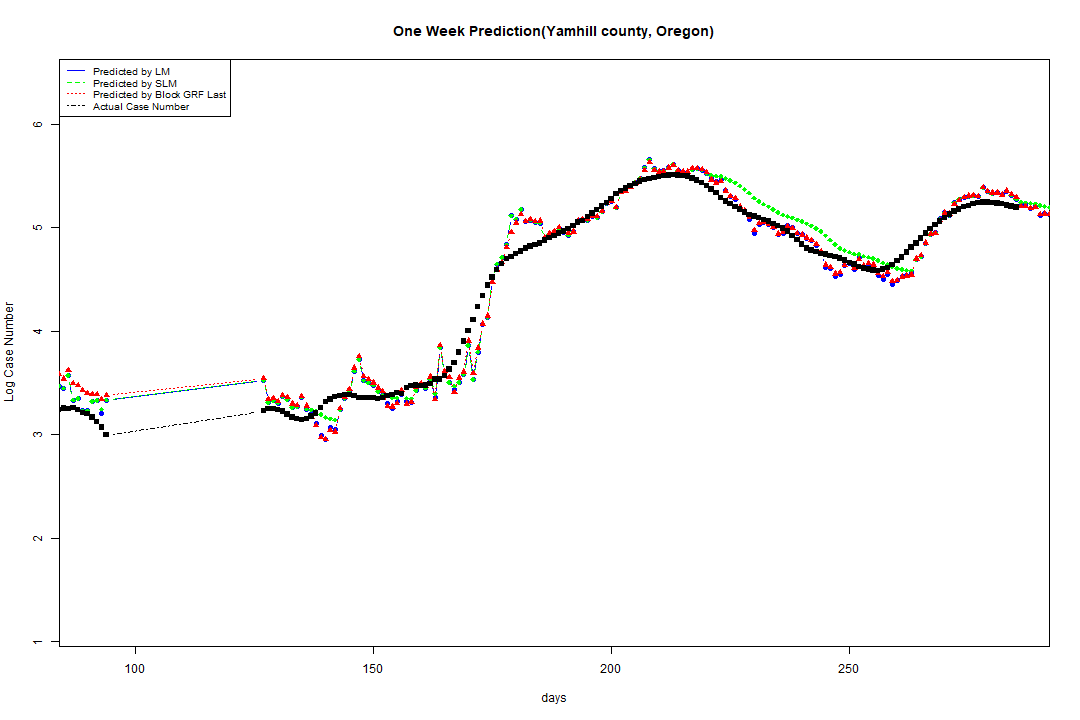 One Week Prediction(Yamhill county, Oregon)
Predicted by LM
Predicted by SLM
Predicted by Block GRF Last
Actual Case Number
6
5
4
3
2
1
Log Case Number
100 150 200 250
days